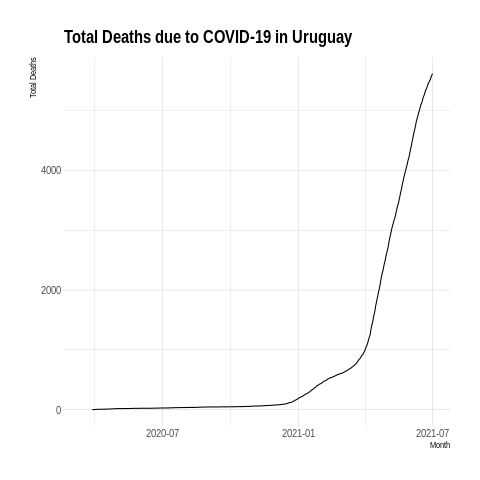 Total Deaths due to COVID-19 in Uruguay
Total Deaths
4000
2000
0
2020-07
2021-01
2021-07
Month